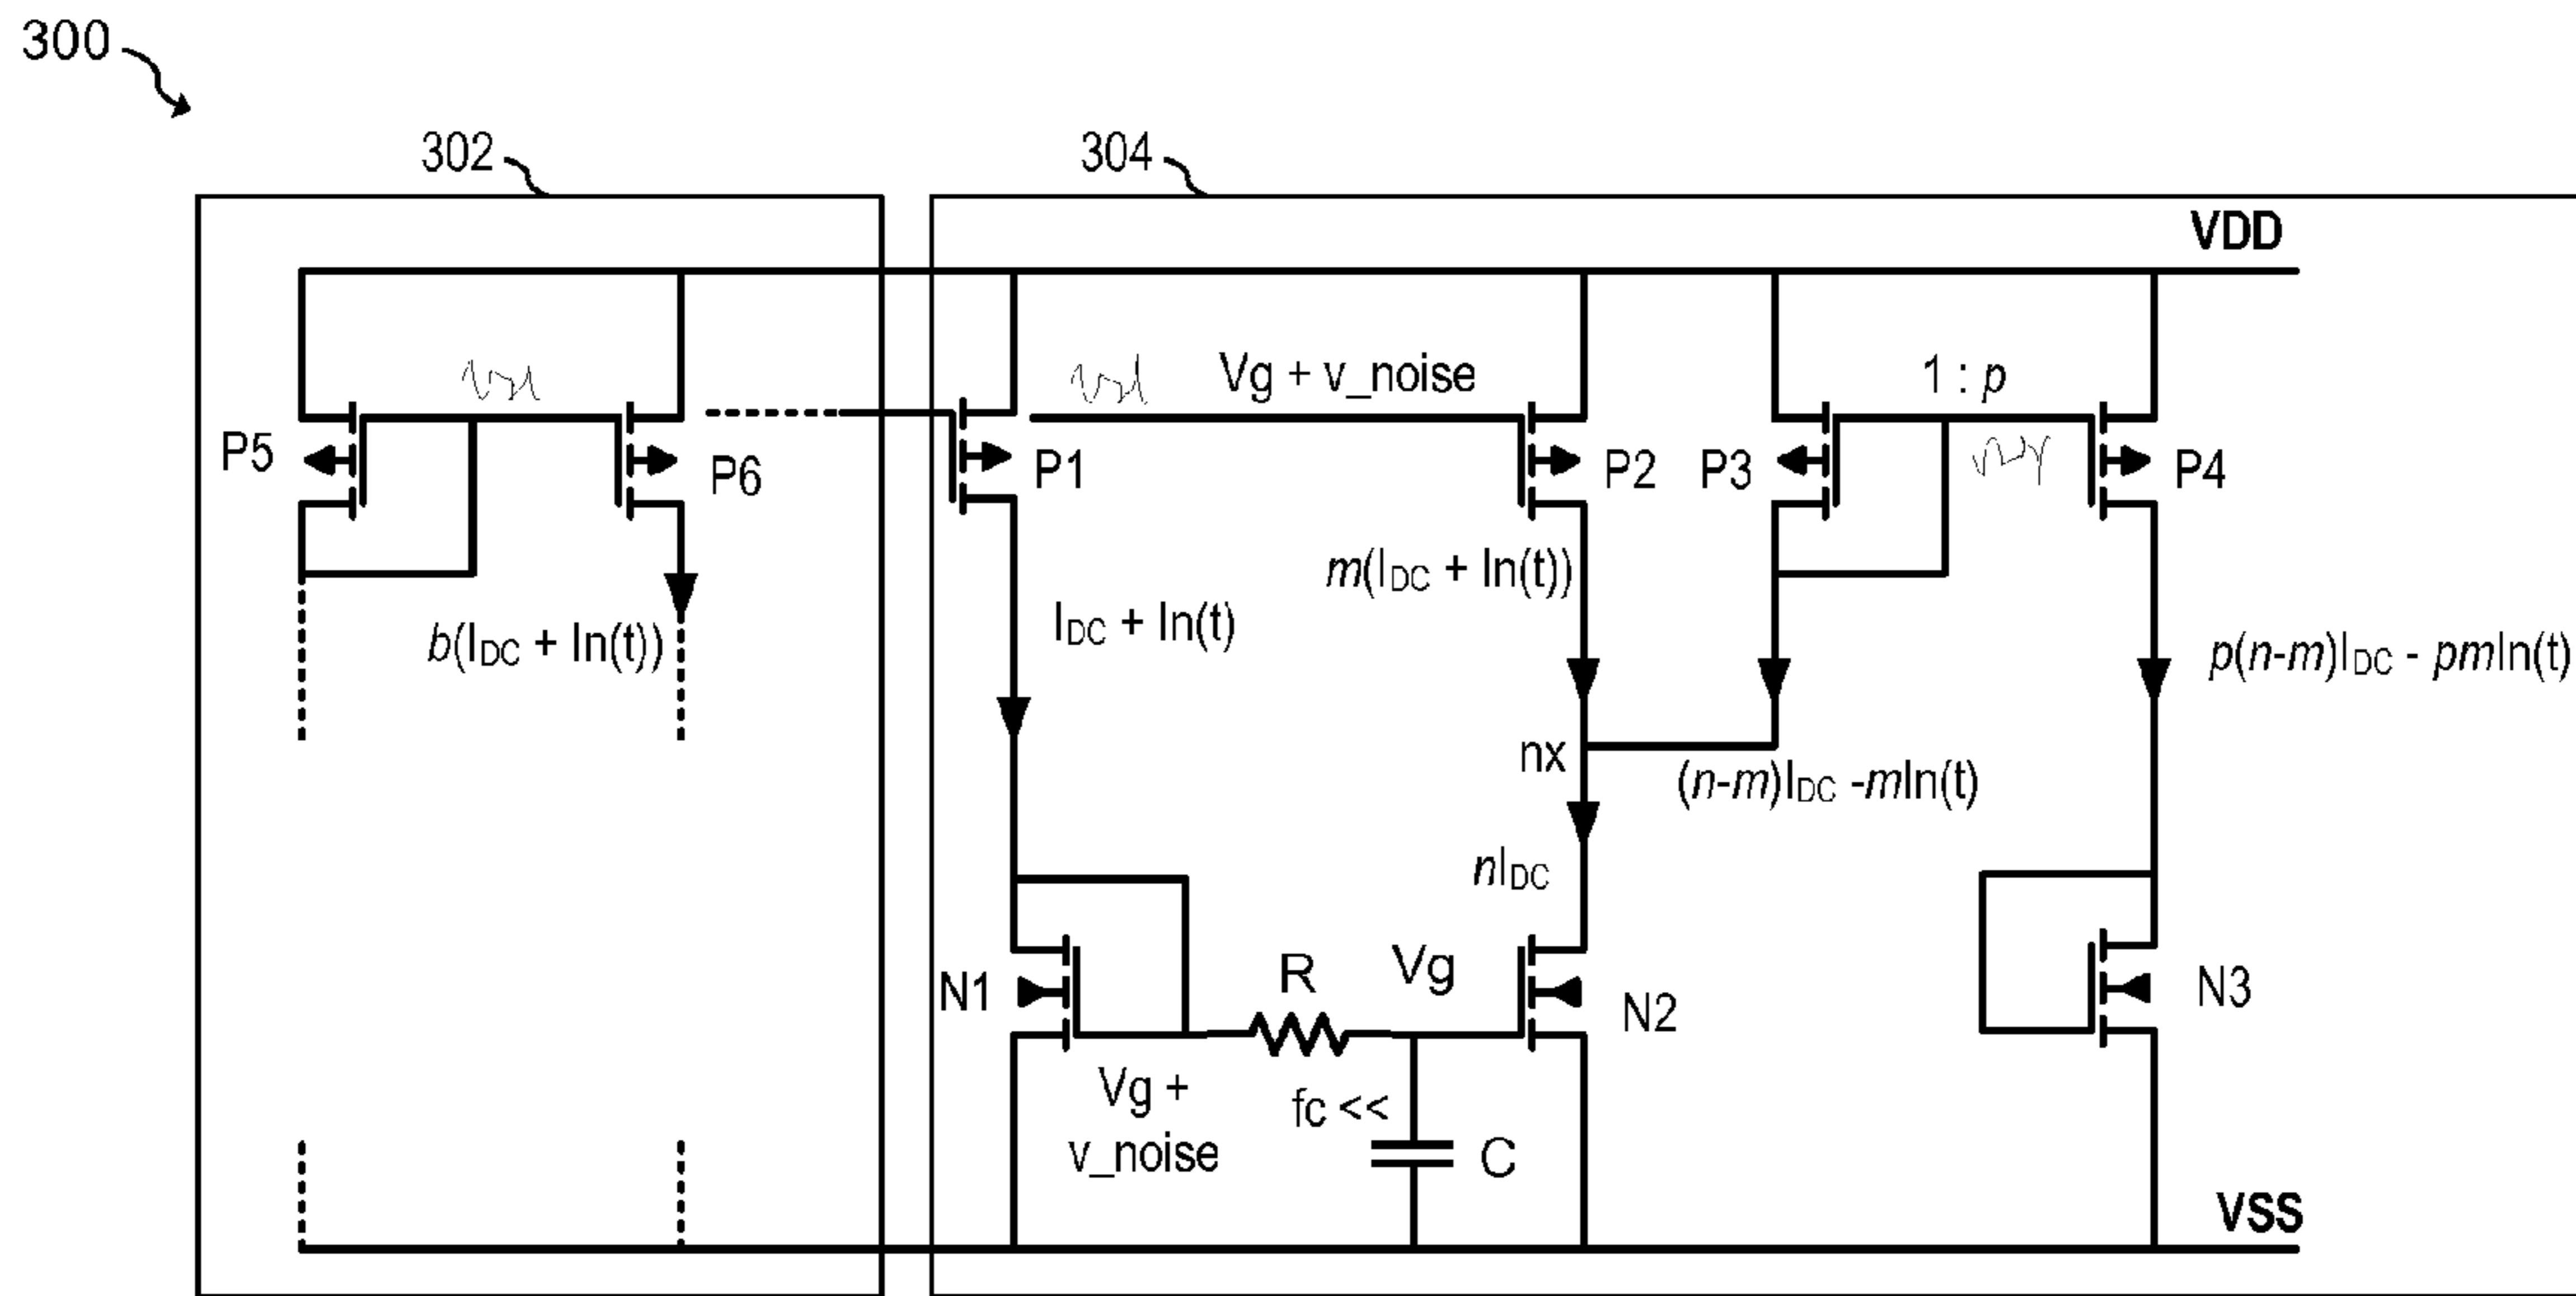 300
302
304
VDD
Vg + v_noise
1 : p
P5
P6
P1
P2
P3
P4
b(IDC + In(t))
IDC + In(t)
m(IDC + In(t))
p(n-m)IDC - pmIn(t)
nx
(n-m)IDC -mIn(t)
nIDC
N1
R
Vg
N2
N3
Vg +
v_noise
fc <<
C
VSS